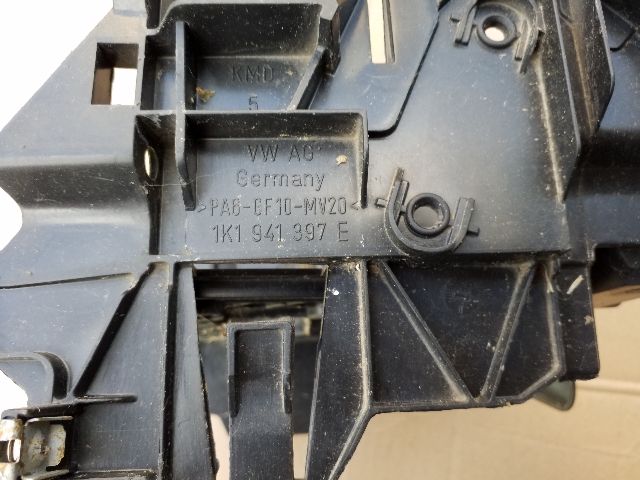 KMD
5
VW AG
Germany
>PA6-GF10-MV20<
1K1 941 397 E